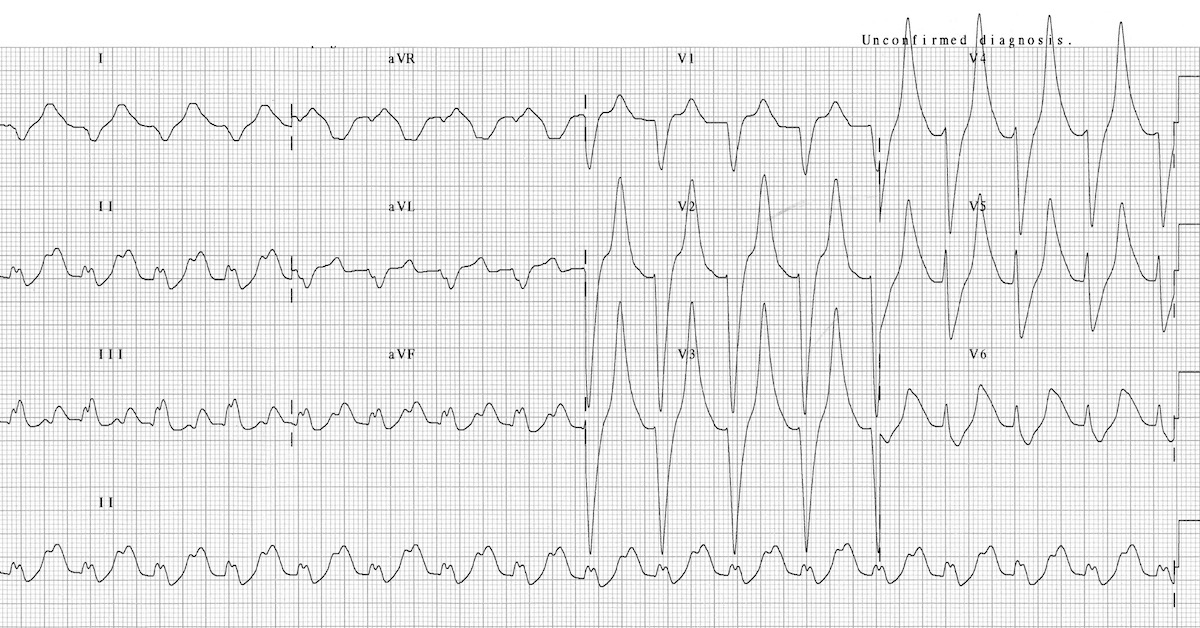 Unconfirmed diagnosis.
I aVR V1 V4
II aVL V2 V5
III aVF V3 V6
II